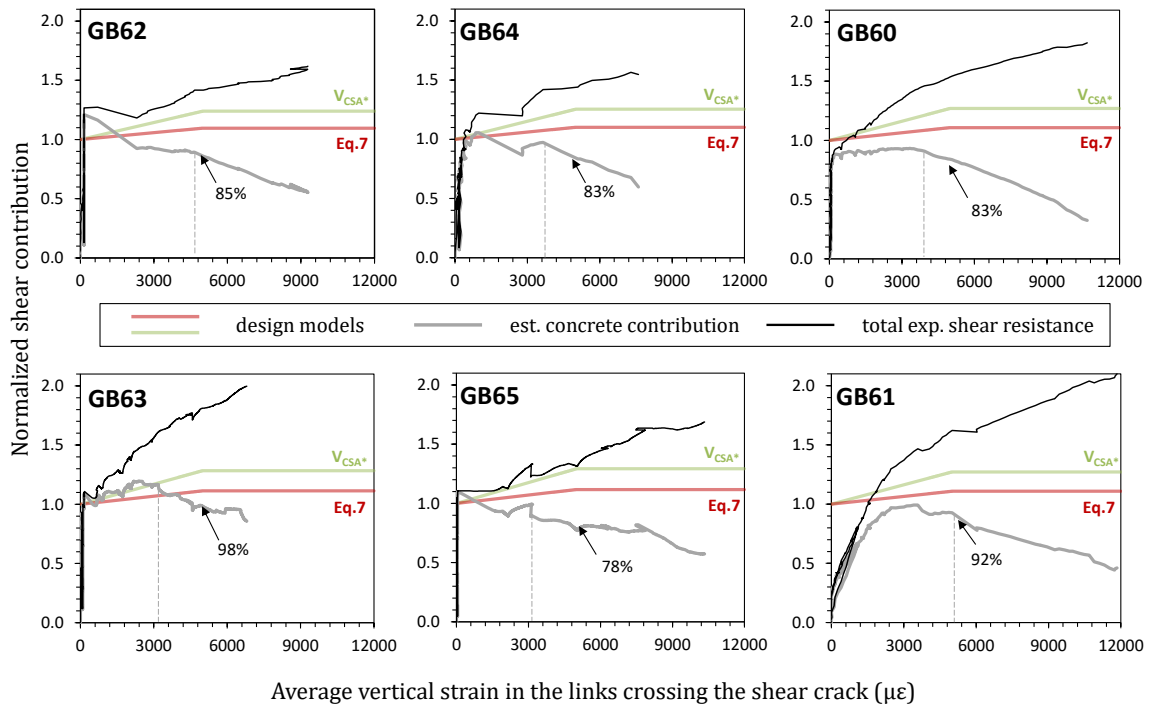 Normalized shear contribution
GB62
2.0
1.5
1.0
0.5
0.0
V_CSA*
Eq.7
85%
0 3000 6000 9000 12000
GB64
2.0
1.5
1.0
0.5
0.0
V_CSA*
Eq.7
83%
0 3000 6000 9000 12000
GB60
2.0
1.5
1.0
0.5
0.0
V_CSA*
Eq.7
83%
0 3000 6000 9000 12000
design models est. concrete contribution total exp. shear resistance
GB63
2.0
1.5
1.0
0.5
0.0
V_CSA*
Eq.7
98%
0 3000 6000 9000 12000
GB65
2.0
1.5
1.0
0.5
0.0
V_CSA*
Eq.7
78%
0 3000 6000 9000 12000
GB61
2.0
1.5
1.0
0.5
0.0
V_CSA*
Eq.7
92%
0 3000 6000 9000 12000
Average vertical strain in the links crossing the shear crack (με)